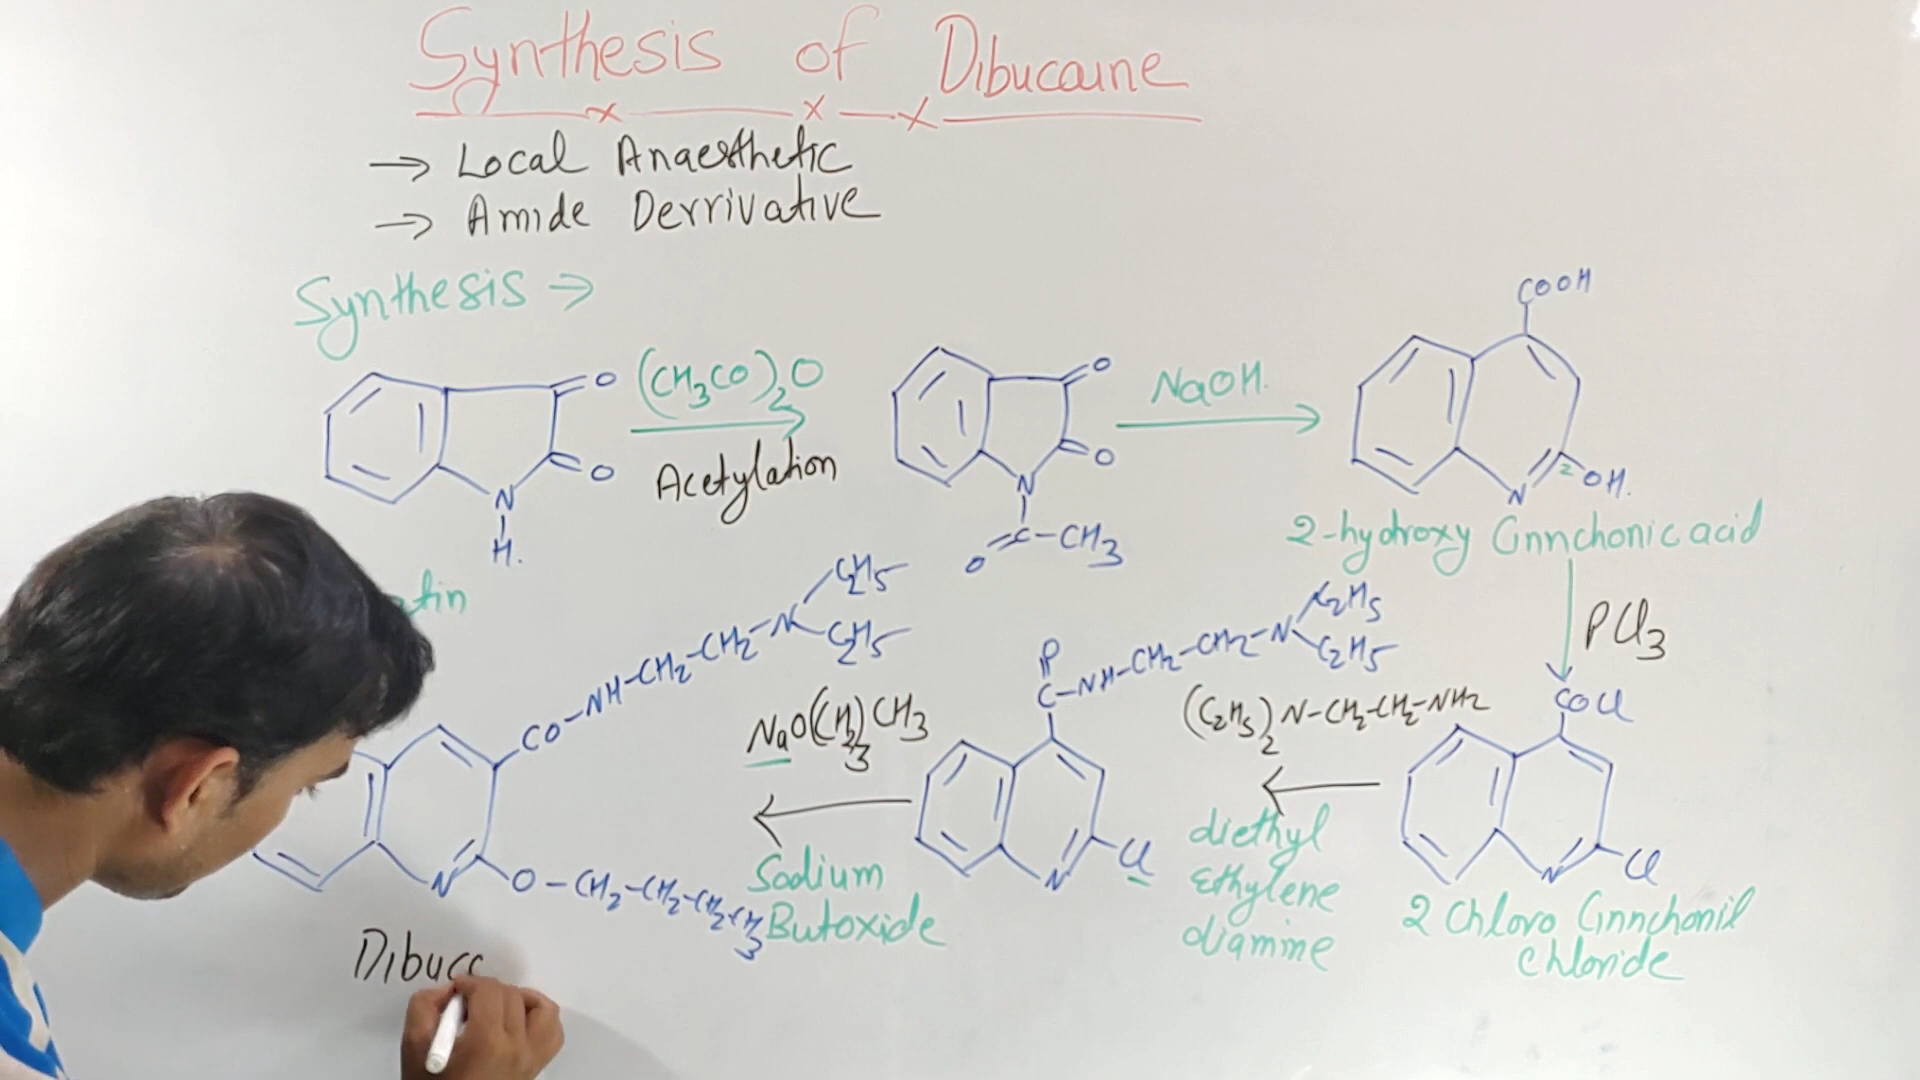 Synthesis of Dibucaine
→ Local Anaesthetic
→ Amide Derrivative
Synthesis →
O
O
N
H.
(CH3CO)2O
Acetylation
O
O
N
O C-CH3
NaOH.
COOH
N
2
OH.
2-hydroxy Cinnchonic acid
PCl3
COCl
N
Cl
2 Chloro Cinnchonil
Chloride
(C2H5)2N-CH2-CH2-NH2
diethyl
Ethylene
diamine
C-NH-CH2-CH2-N
C2H5
C2H5
N
Cl
NaO(CH2)3CH3
Sodium
Butoxide
CO-NH-CH2-CH2-N
C2H5
C2H5
N
O-CH2-CH2-CH2-CH3
Dibuc